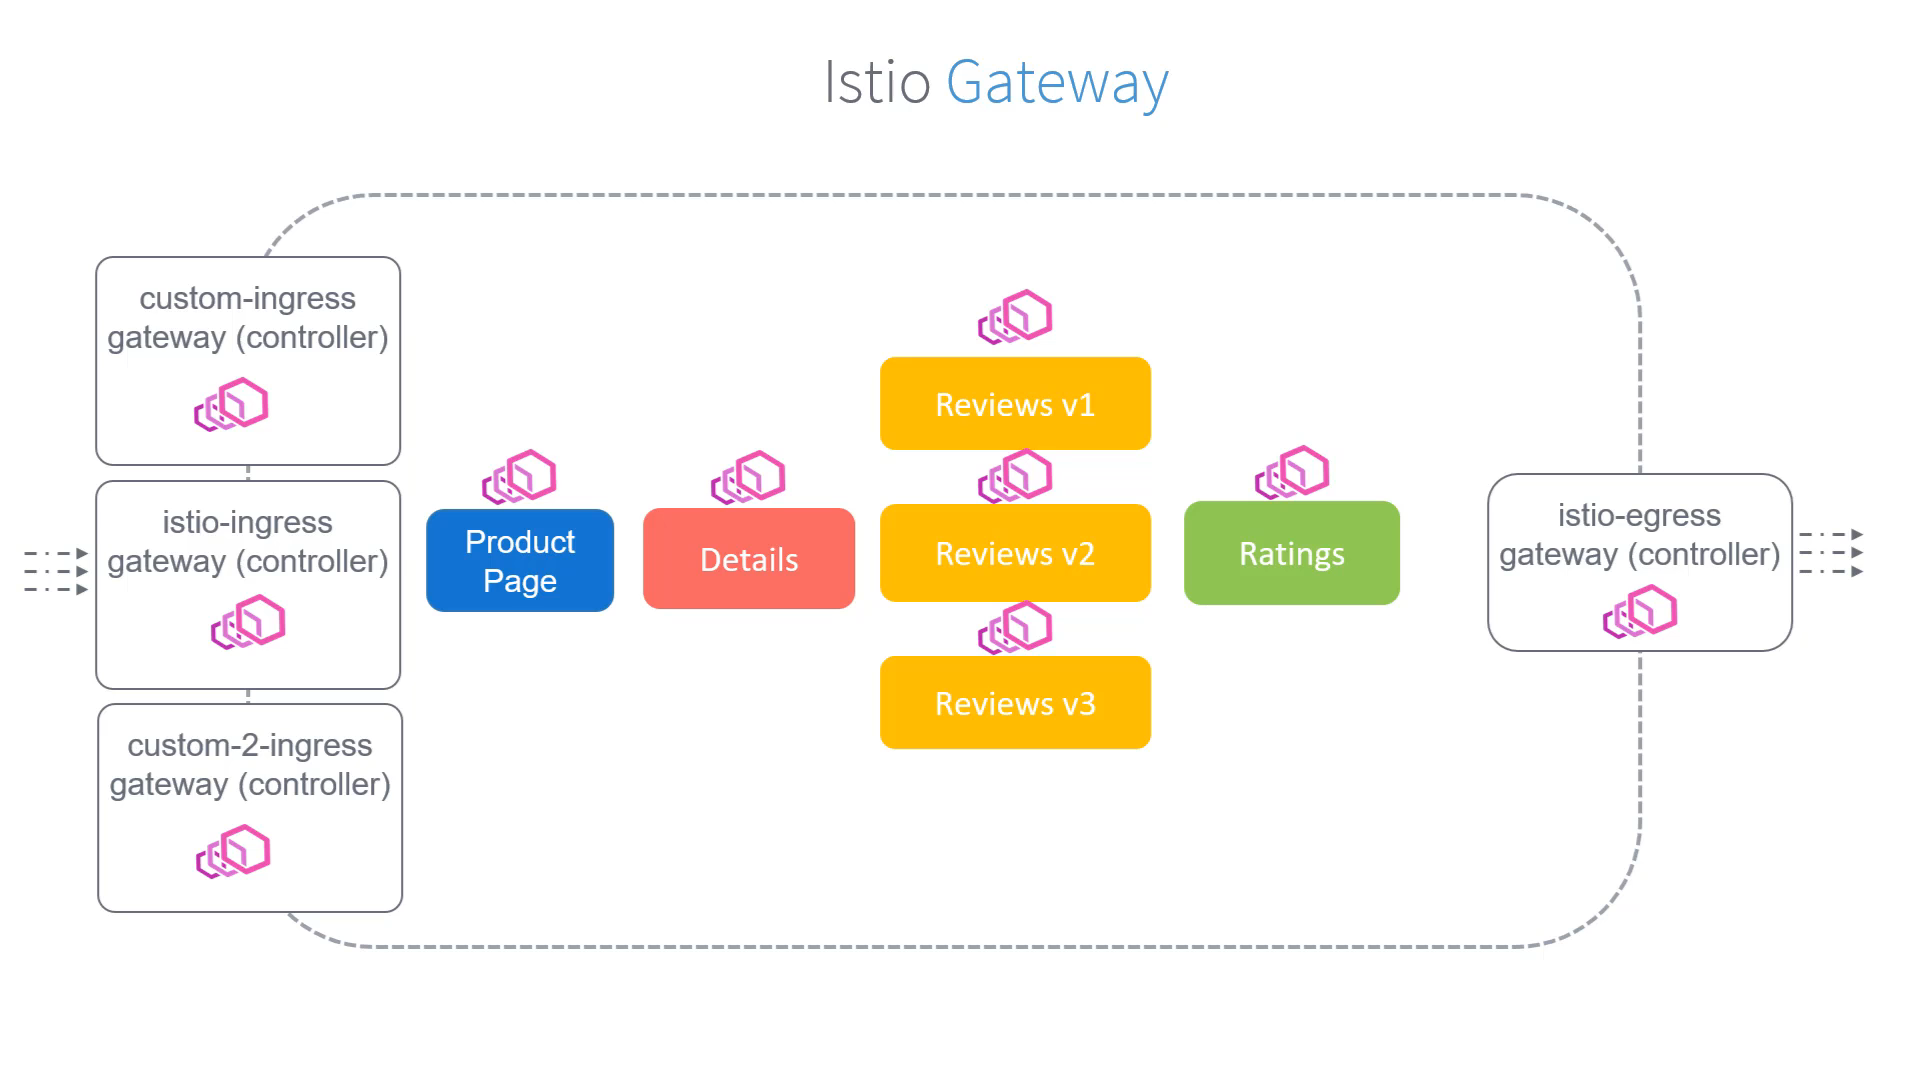 Istio Gateway
custom-ingress
gateway (controller)
istio-ingress
gateway (controller)
custom-2-ingress
gateway (controller)
Product
Page
Details
Reviews v1
Reviews v2
Reviews v3
Ratings
istio-egress
gateway (controller)